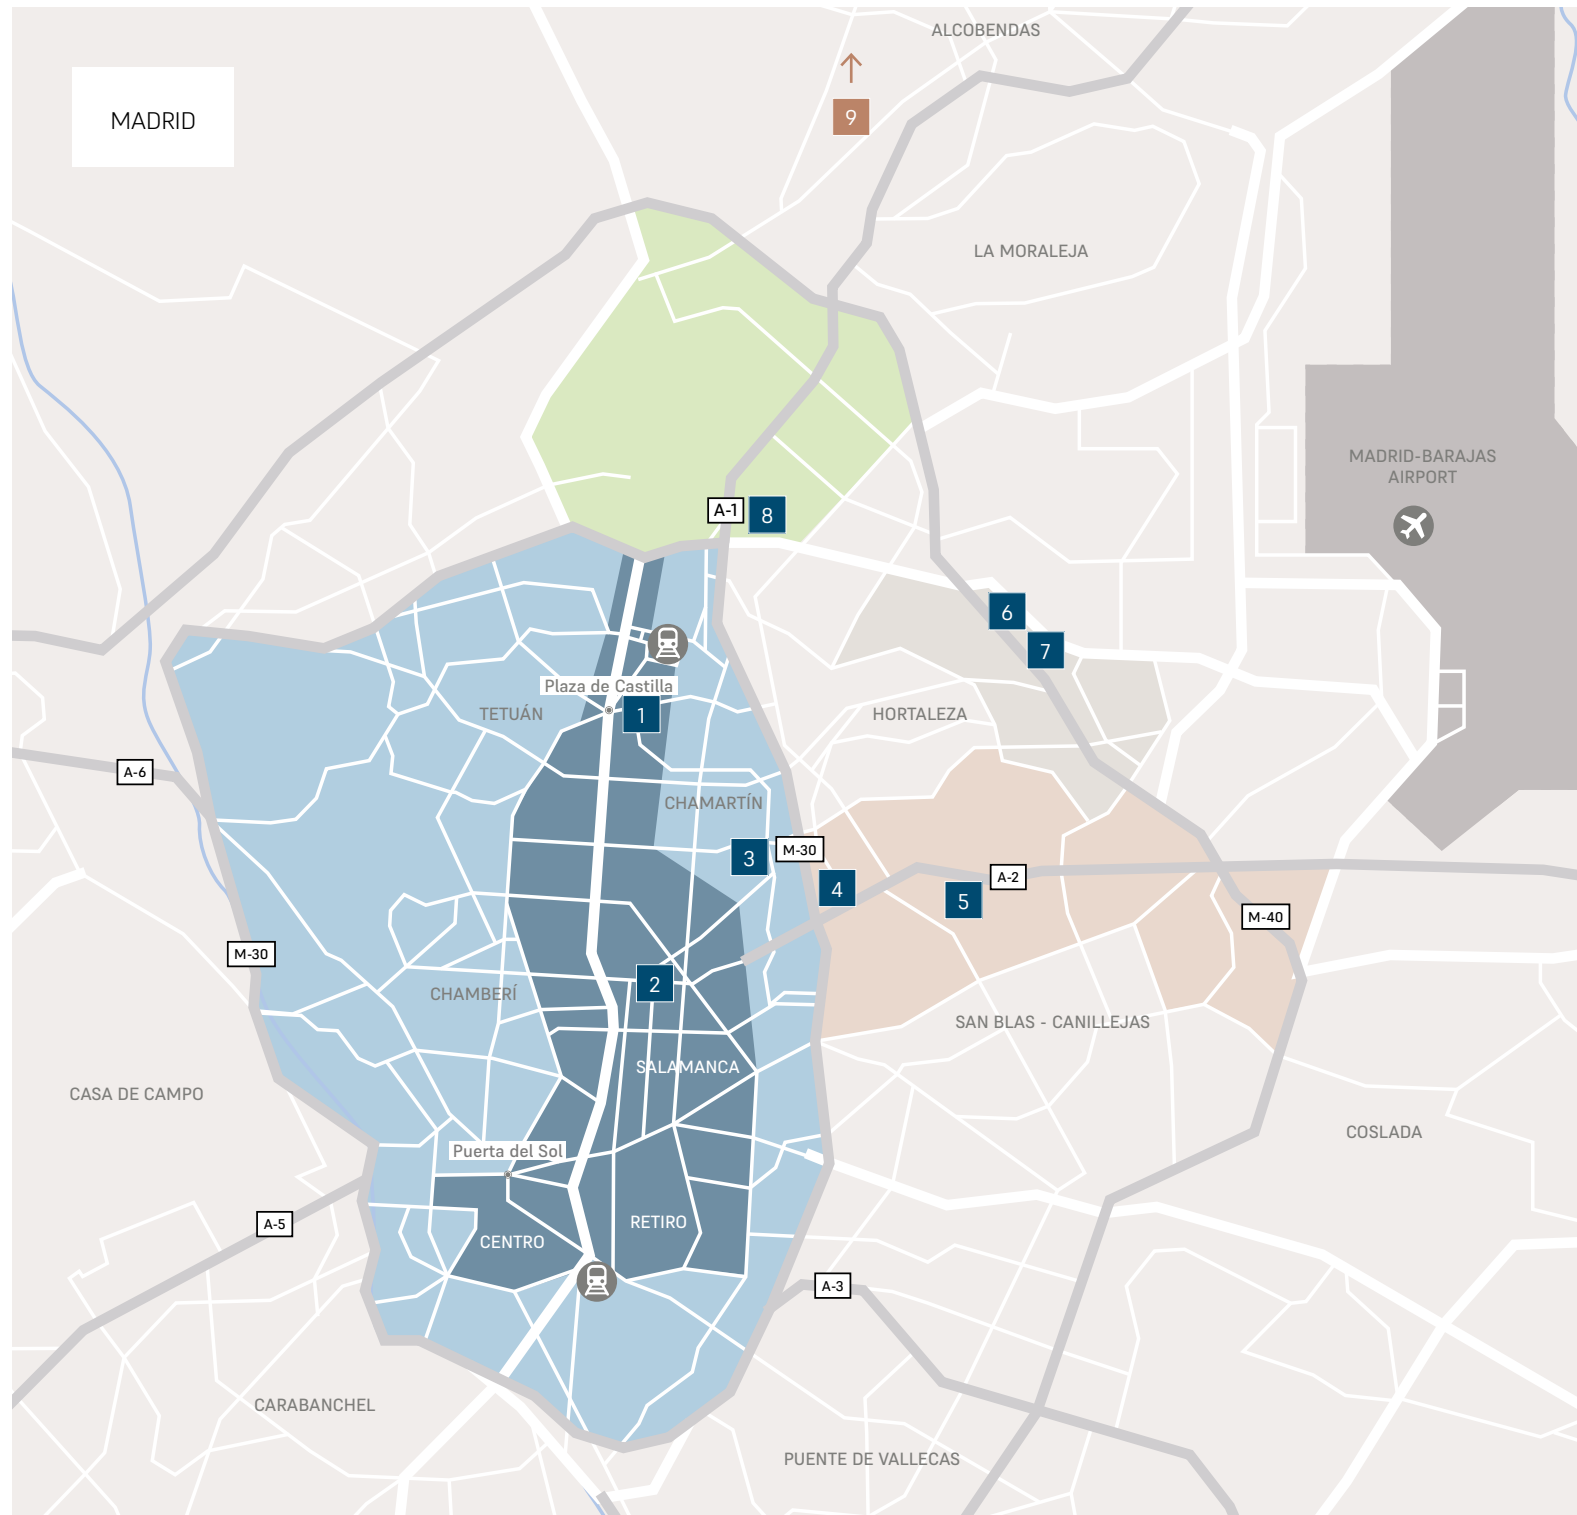 ALCOBENDAS
MADRID
9
LA MORALEJA
MADRID-BARAJAS
AIRPORT
A-1
8
6
7
Plaza de Castilla
TETUÁN
1
HORTALEZA
A-6
CHAMARTÍN
M-30
3
4
A-2
5
M-40
M-30
2
CHAMBERÍ
SAN BLAS - CANILLEJAS
SALAMANCA
CASA DE CAMPO
COSLADA
Puerta del Sol
A-5
RETIRO
CENTRO
A-3
CARABANCHEL
PUENTE DE VALLECAS